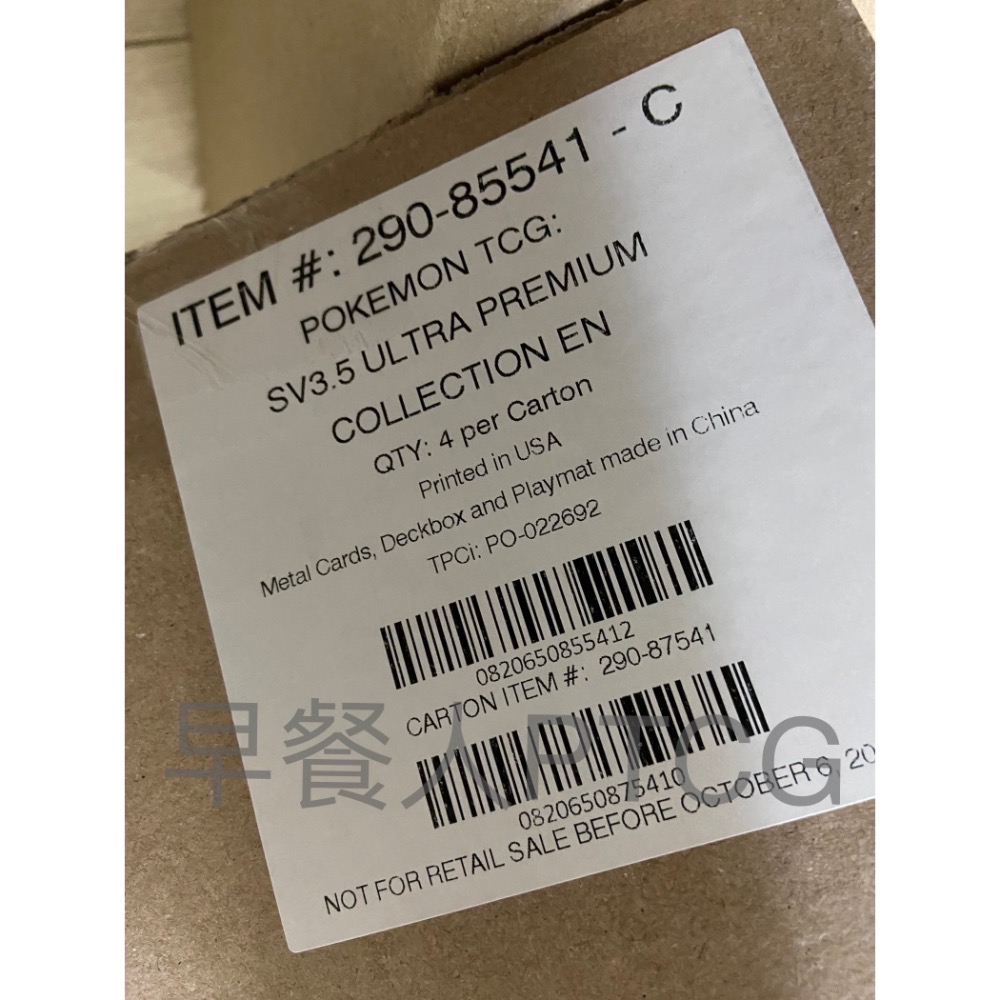 ITEM #: 290-85541 - C
POKEMON TCG:
SV3.5 ULTRA PREMIUM
COLLECTION EN
QTY: 4 per Carton
Printed in USA
Metal Cards, Deckbox and Playmat made in China
TPCi: PO-022692
0820650855412
CARTON ITEM #: 290-87541
早餐人PTCG
0820650875410
NOT FOR RETAIL SALE BEFORE OCTOBER 6, 20